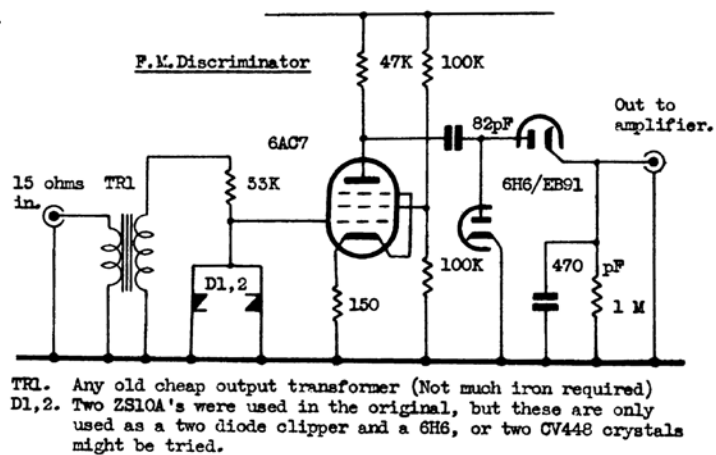 F.M.Discriminator
47K
100K
Out to
amplifier.
82pF
6AC7
15 ohms
in.
TR1
33K
6H6/EB91
D1,2
100K
470 pF
150
1 M
TR1. Any old cheap output transformer (Not much iron required)
D1,2. Two ZS10A's were used in the original, but these are only
used as a two diode clipper and a 6H6, or two CV448 crystals
might be tried.